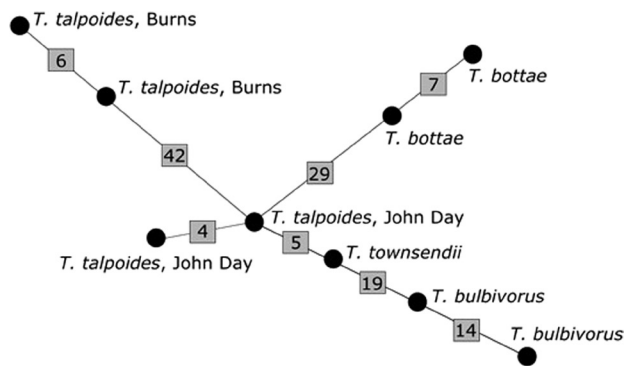 T. talpoides, Burns
6
T. bottae
7
T. talpoides, Burns
T. bottae
42
29
T. talpoides, John Day
4
5
T. talpoides, John Day
T. townsendii
19
T. bulbivorus
14
T. bulbivorus